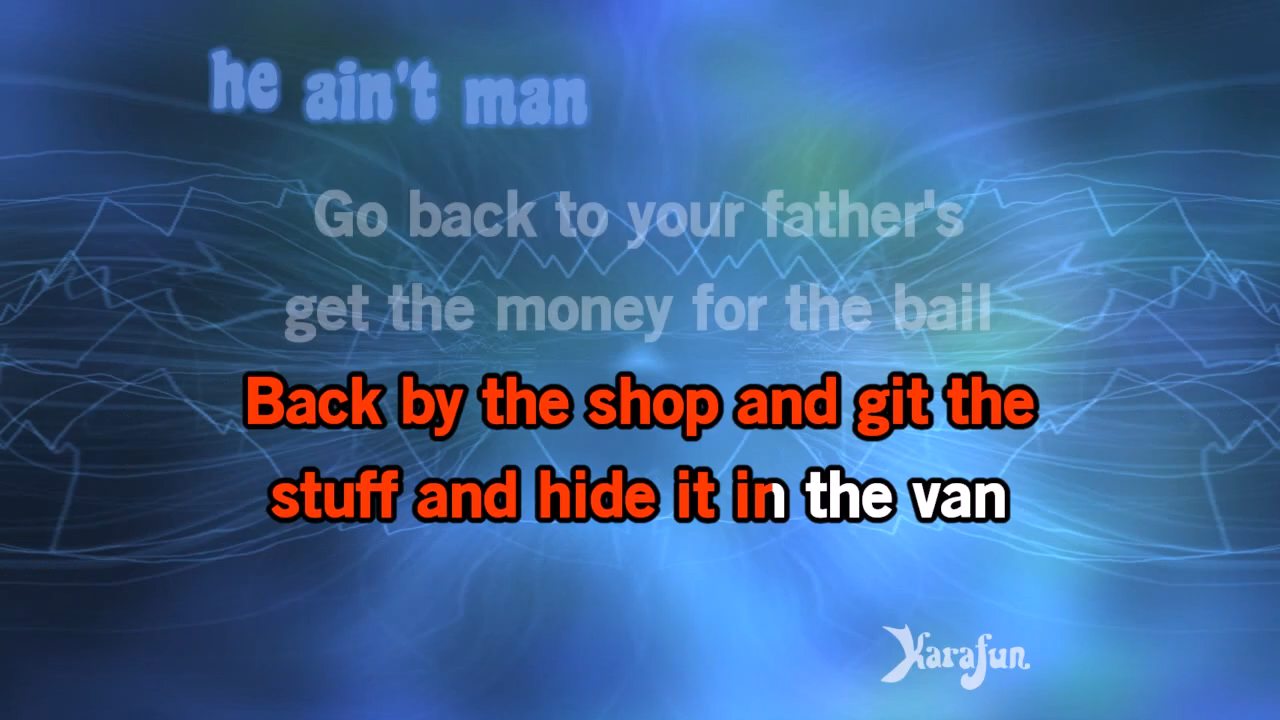 he ain't man
Go back to your father's
get the money for the bail
Back by the shop and git the
stuff and hide it in the van
Karafun